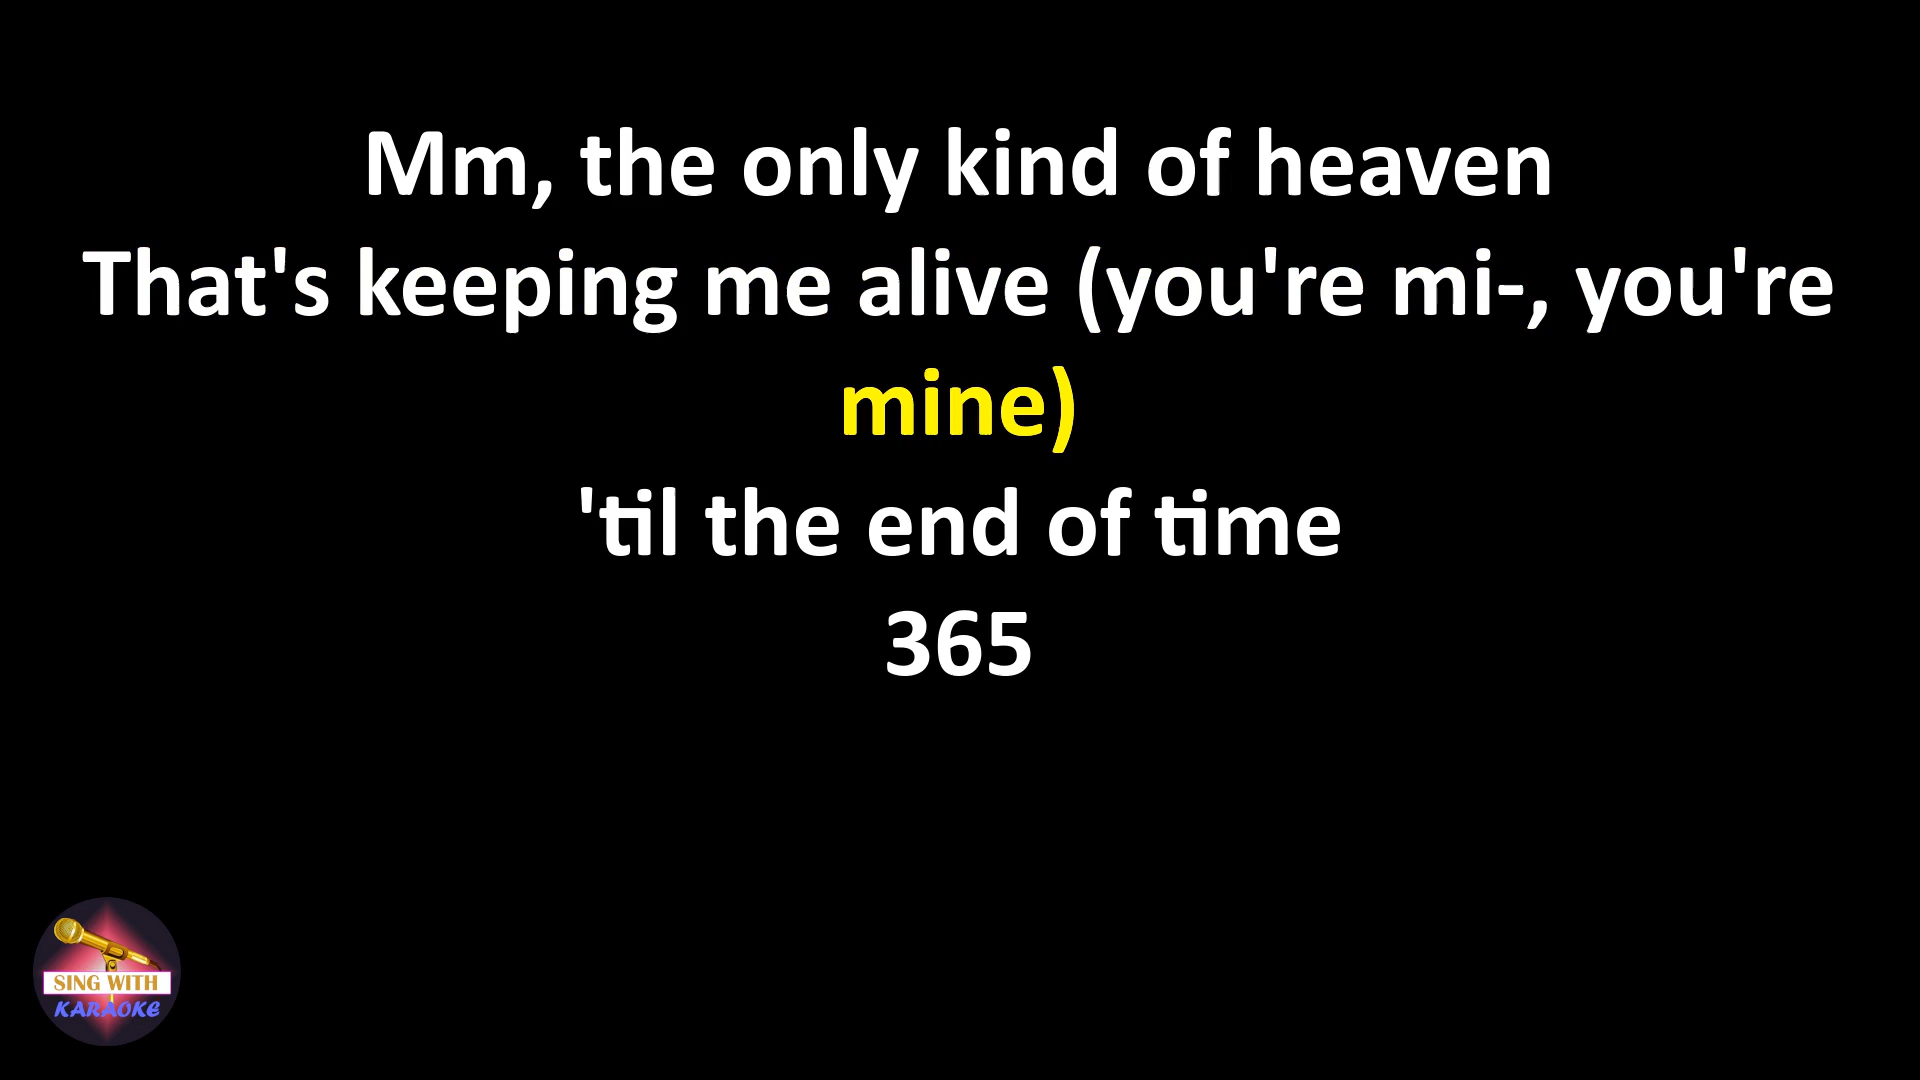 Mm, the only kind of heaven
That's keeping me alive (you're mi-, you're
mine)
'til the end of time
365
SING WITH
KARAOKE